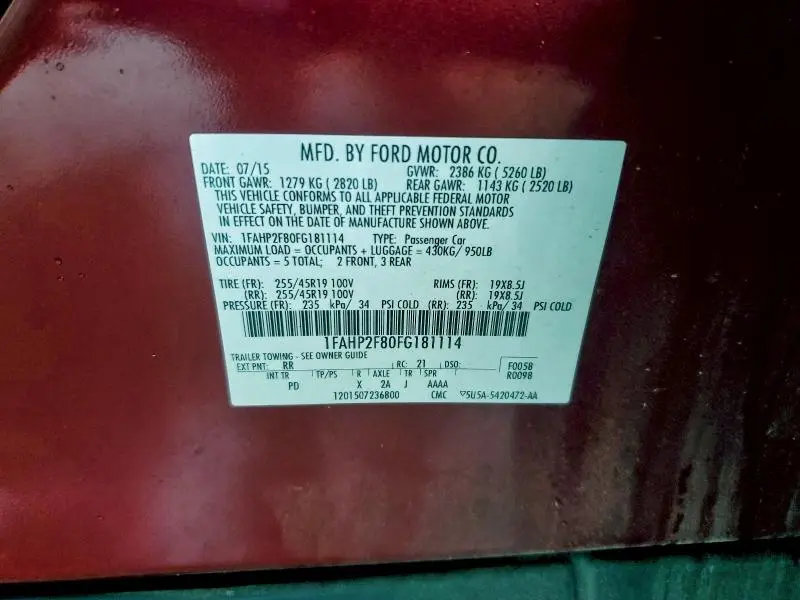 MFD. BY FORD MOTOR CO.
DATE: 07/15 GVWR: 2386 KG ( 5260 LB)
FRONT GAWR: 1279 KG ( 2820 LB) REAR GAWR: 1143 KG ( 2520 LB)
THIS VEHICLE CONFORMS TO ALL APPLICABLE FEDERAL MOTOR
VEHICLE SAFETY, BUMPER, AND THEFT PREVENTION STANDARDS
IN EFFECT ON THE DATE OF MANUFACTURE SHOWN ABOVE.
VIN: 1FAHP2F80FG181114 TYPE: Passenger Car
MAXIMUM LOAD = OCCUPANTS + LUGGAGE = 430KG/ 950LB
OCCUPANTS = 5 TOTAL; 2 FRONT, 3 REAR
TIRE (FR): 255/45R19 100V RIMS (FR): 19X8.5J
(RR): 255/45R19 100V (RR): 19X8.5J
PRESSURE (FR): 235 kPa/ 34 PSI COLD (RR): 235 kPa/ 34 PSI COLD
1FAHP2F80FG181114
TRAILER TOWING - SEE OWNER GUIDE
EXT PNT: RR RC: 21 DSO: F005B
INT TR TP/PS R AXLE TR SPR R0098
PD X 2A J AAAA
1201507236800 CMC ▽5U5A-5420472-AA